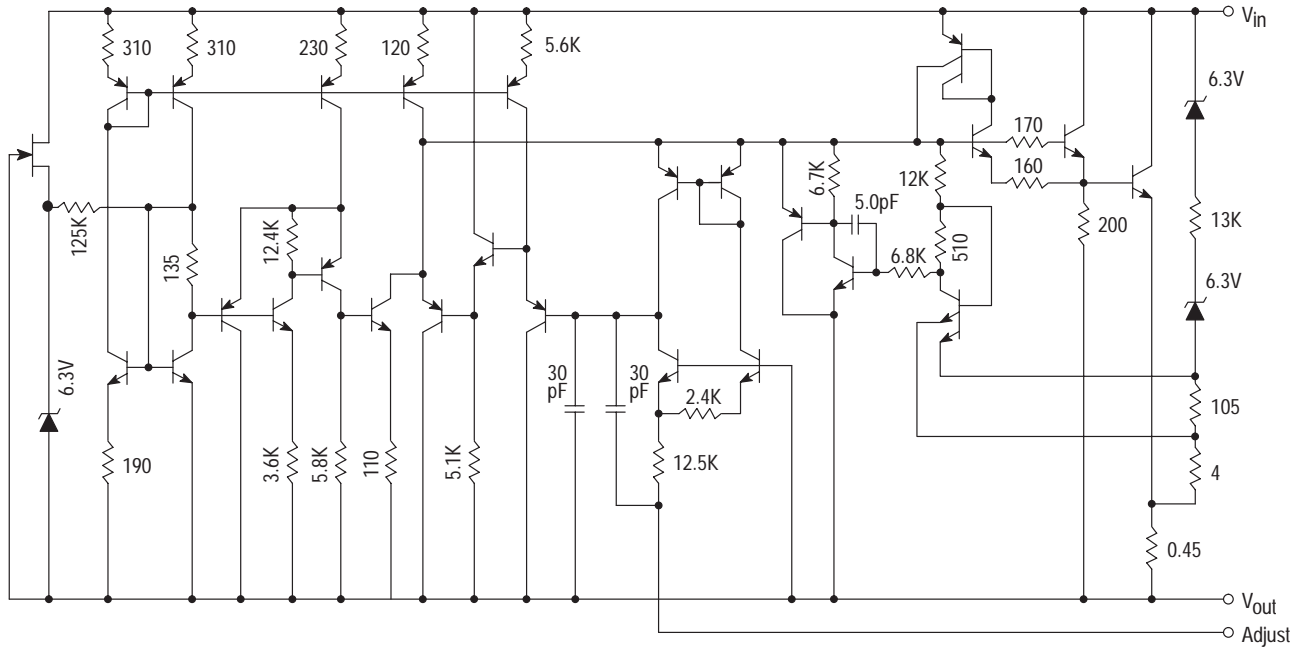 310
310
230
120
5.6K
V_in
6.3V
170
160
6.7K
12K
5.0pF
125K
12.4K
135
6.8K
510
200
13K
6.3V
6.3V
30
pF
30
pF
2.4K
105
190
3.6K
5.8K
110
5.1K
12.5K
4
0.45
V_out
Adjust